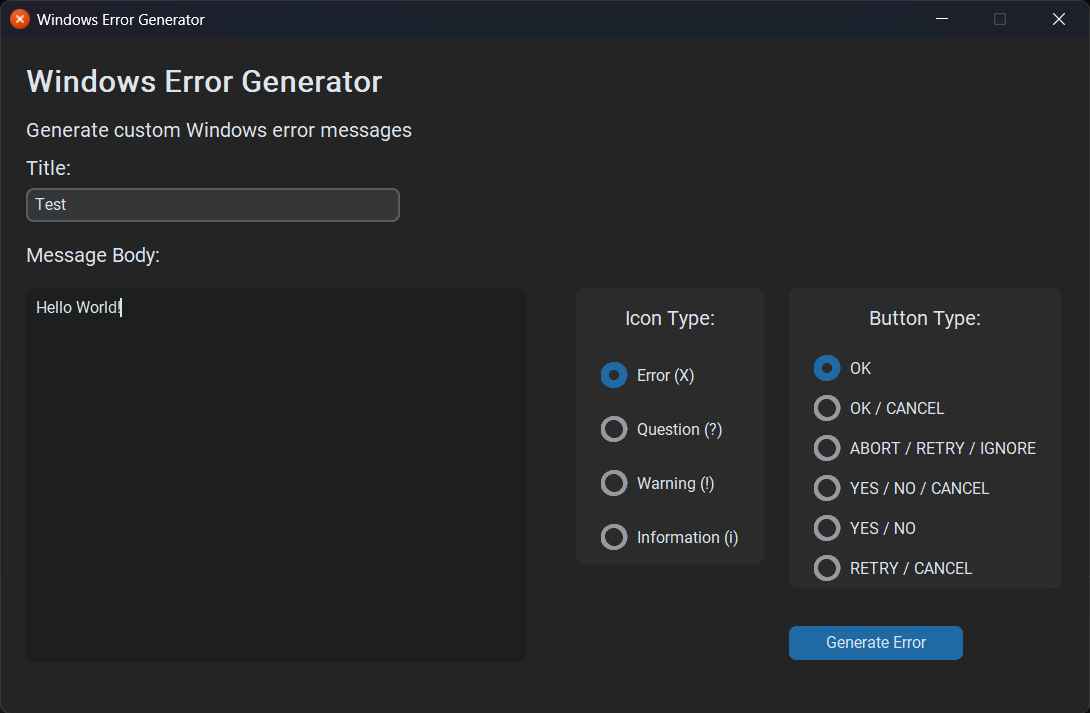 Windows Error Generator
Windows Error Generator
Generate custom Windows error messages
Title:
Test
Message Body:
Hello World!
Icon Type:
Error (X)
Question (?)
Warning (!)
Information (i)
Button Type:
OK
OK / CANCEL
ABORT / RETRY / IGNORE
YES / NO / CANCEL
YES / NO
RETRY / CANCEL
Generate Error